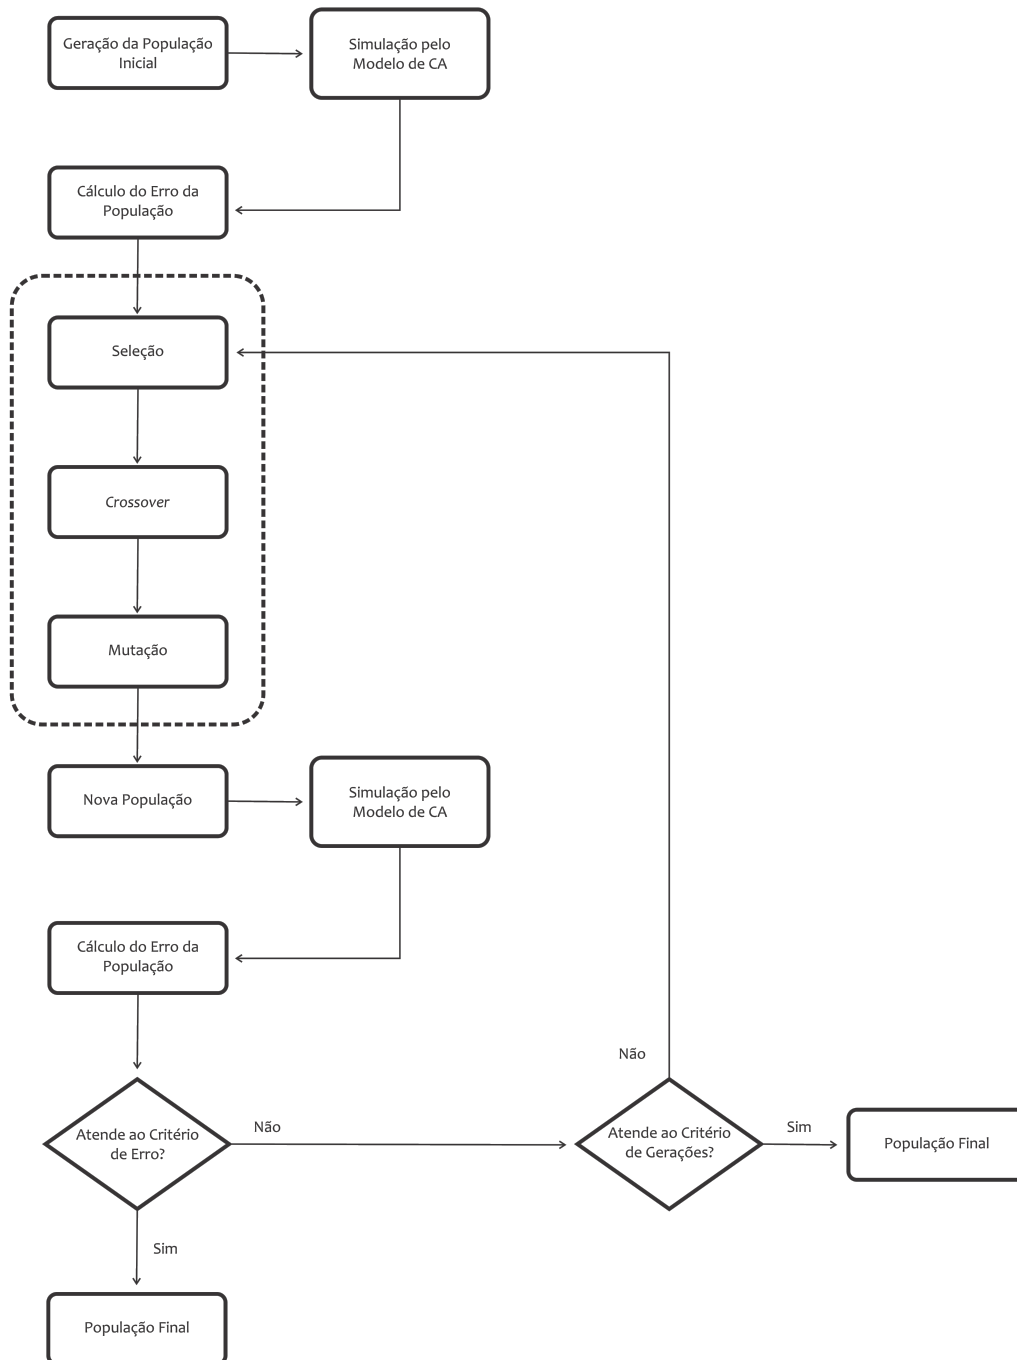 Geração da População
Inicial
Simulação pelo
Modelo de CA
Cálculo do Erro da
População
Seleção
Crossover
Mutação
Nova População
Simulação pelo
Modelo de CA
Cálculo do Erro da
População
Não
Atende ao Critério
de Erro?
Não
Atende ao Critério
de Gerações?
Sim
População Final
Sim
População Final